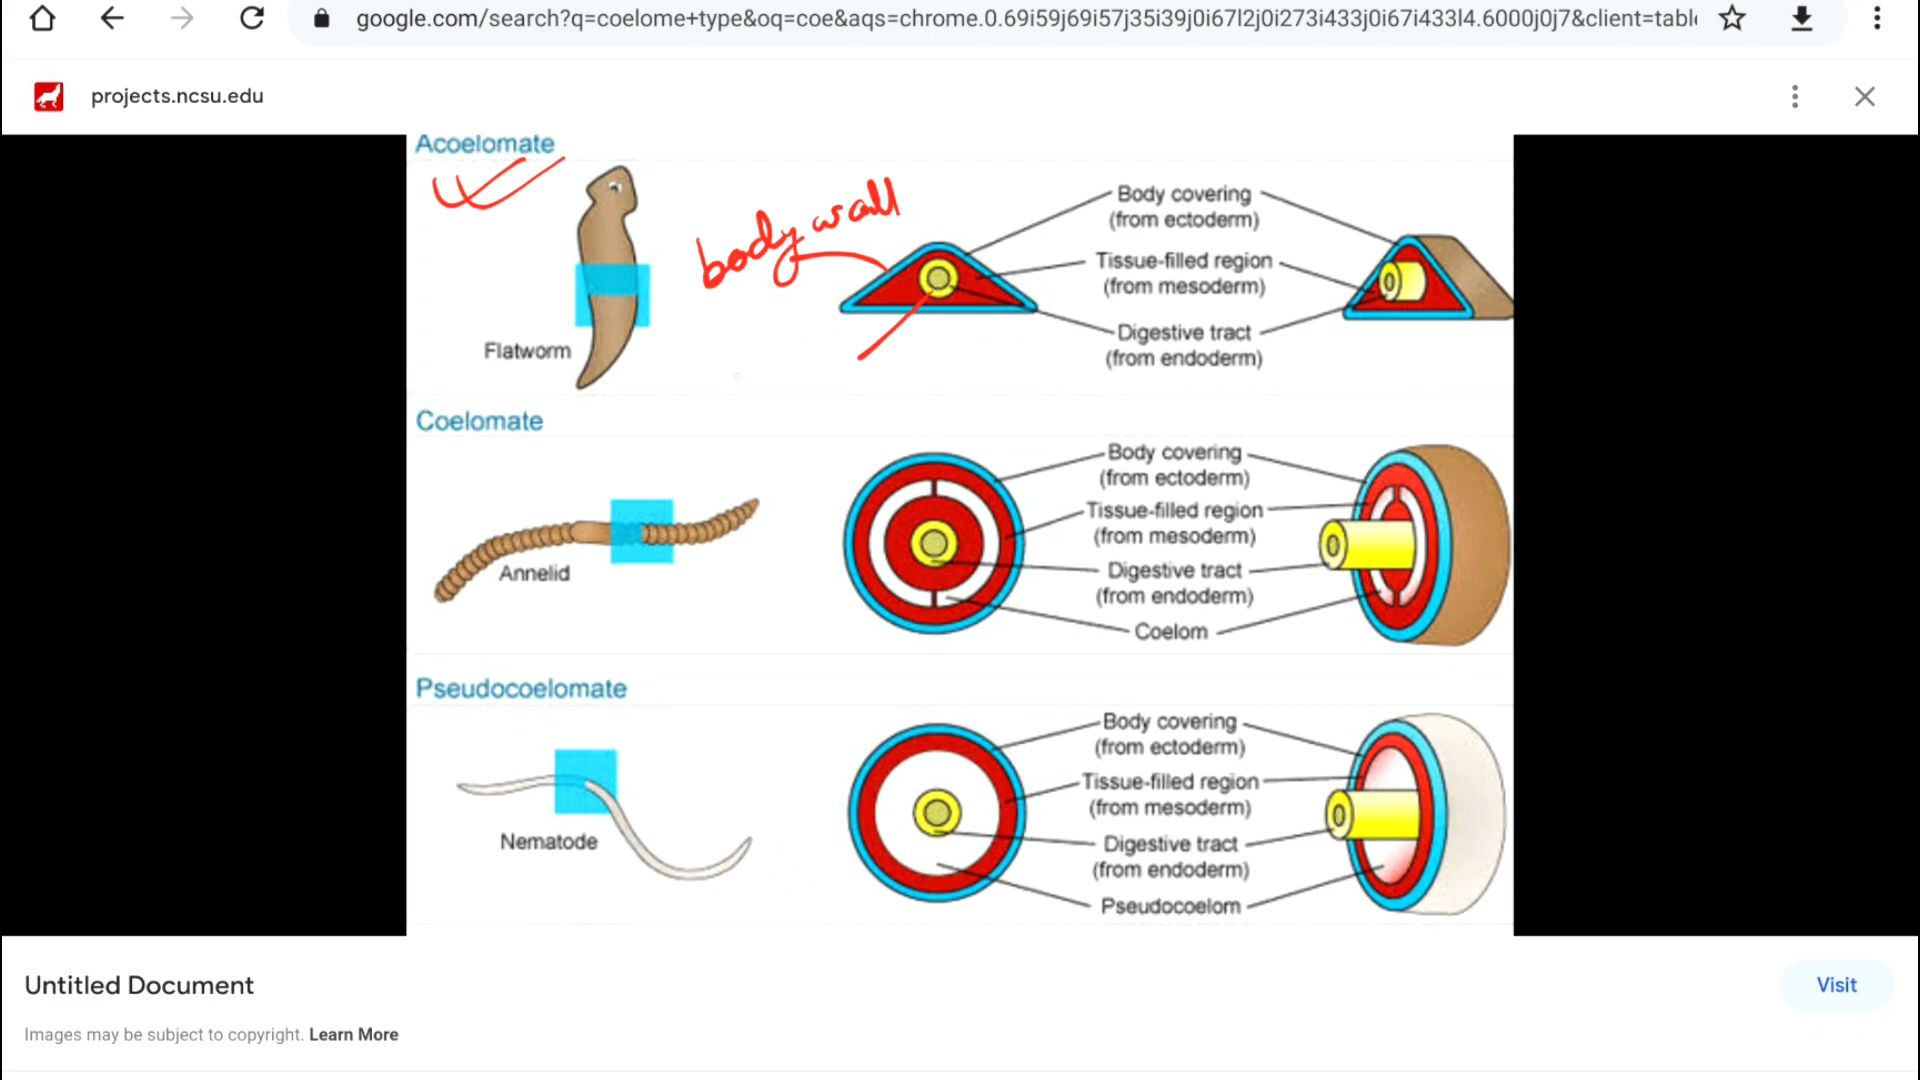 google.com/search?q=coelome+type&oq=coe&aqs=chrome.0.69i59j69i57j35i39j0i67l2j0i273i433j0i67i433l4.6000j0j7&client=tabl
projects.ncsu.edu
Acoelomate
body wall
Body covering
(from ectoderm)
Tissue-filled region
(from mesoderm)
Digestive tract
(from endoderm)
Flatworm
Coelomate
Body covering
(from ectoderm)
Tissue-filled region
(from mesoderm)
Digestive tract
(from endoderm)
Coelom
Annelid
Pseudocoelomate
Body covering
(from ectoderm)
Tissue-filled region
(from mesoderm)
Digestive tract
(from endoderm)
Pseudocoelom
Nematode
Untitled Document
Visit
Images may be subject to copyright. Learn More